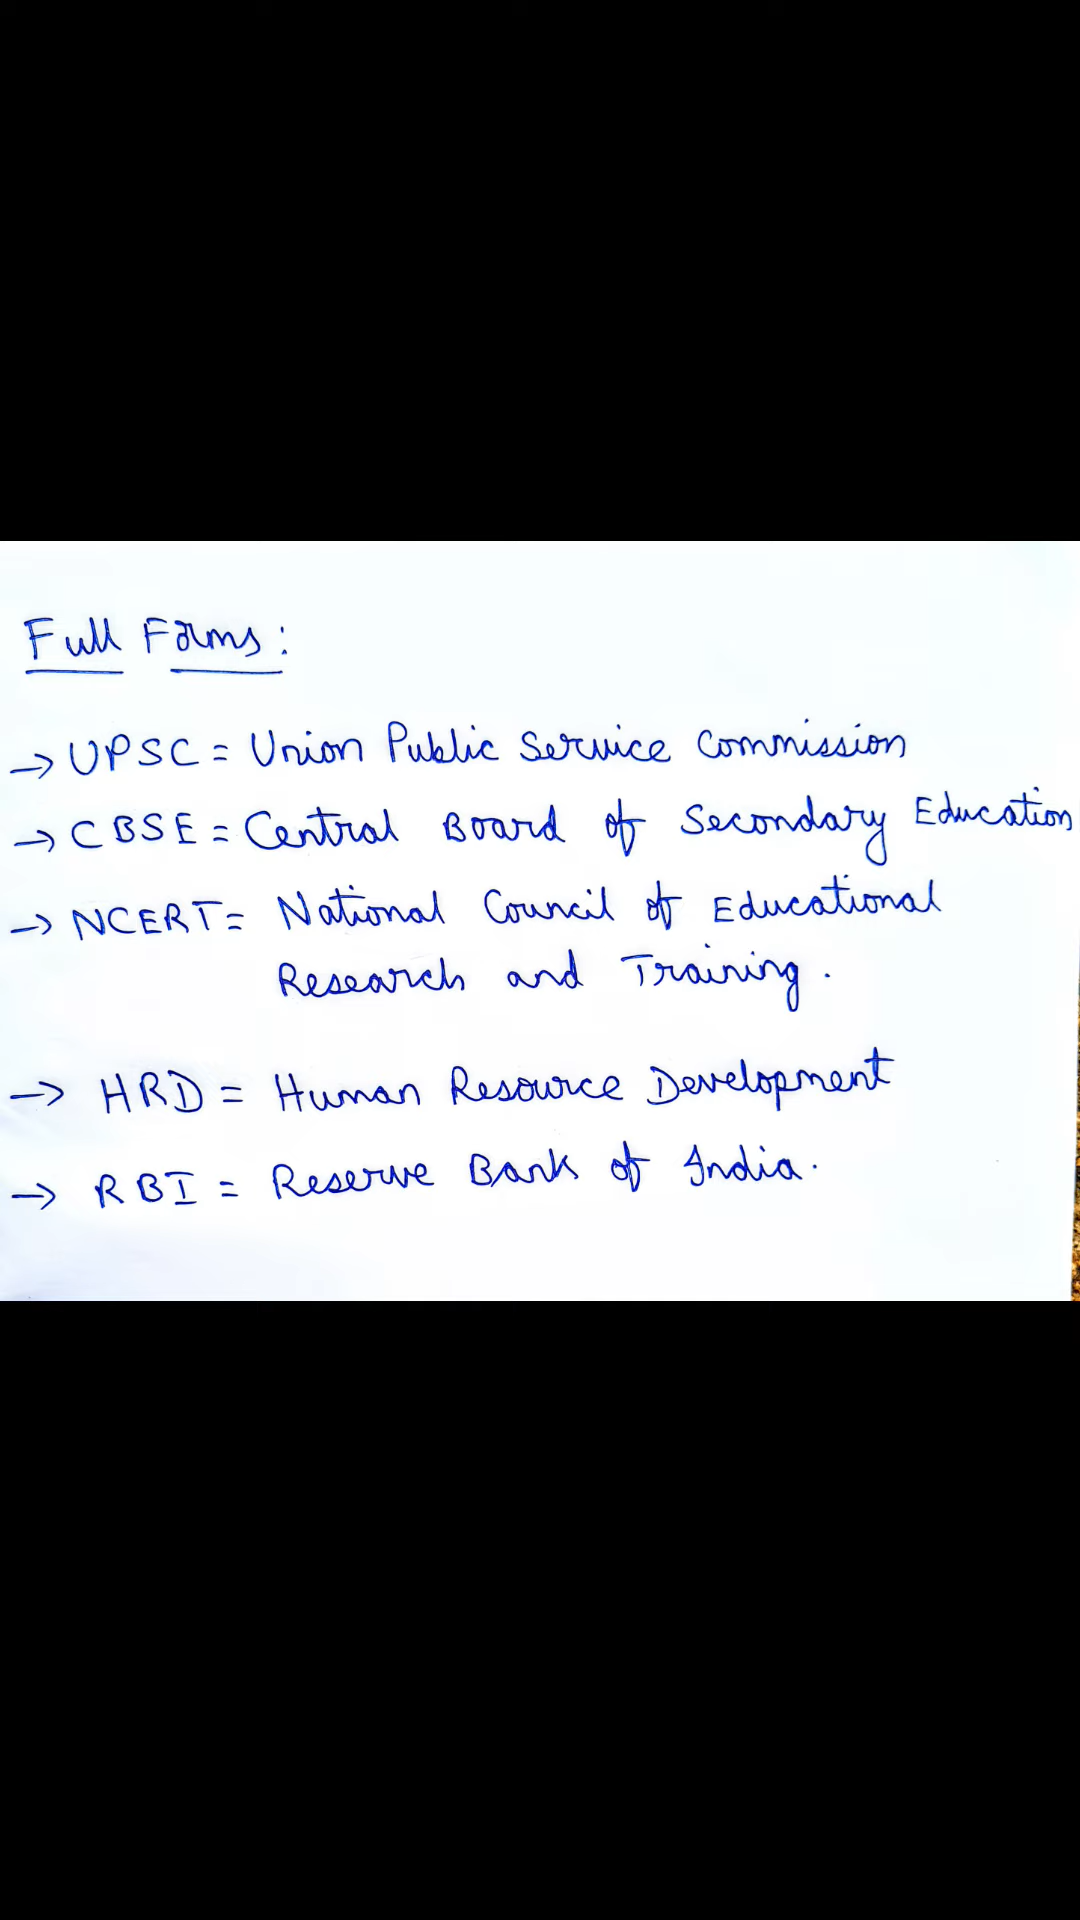 Full Forms:
→ UPSC = Union Public Service Commission
→ CBSE = Central Board of Secondary Education
→ NCERT = National Council of Educational
Research and Training.
→ HRD = Human Resource Development
→ RBI = Reserve Bank of India.